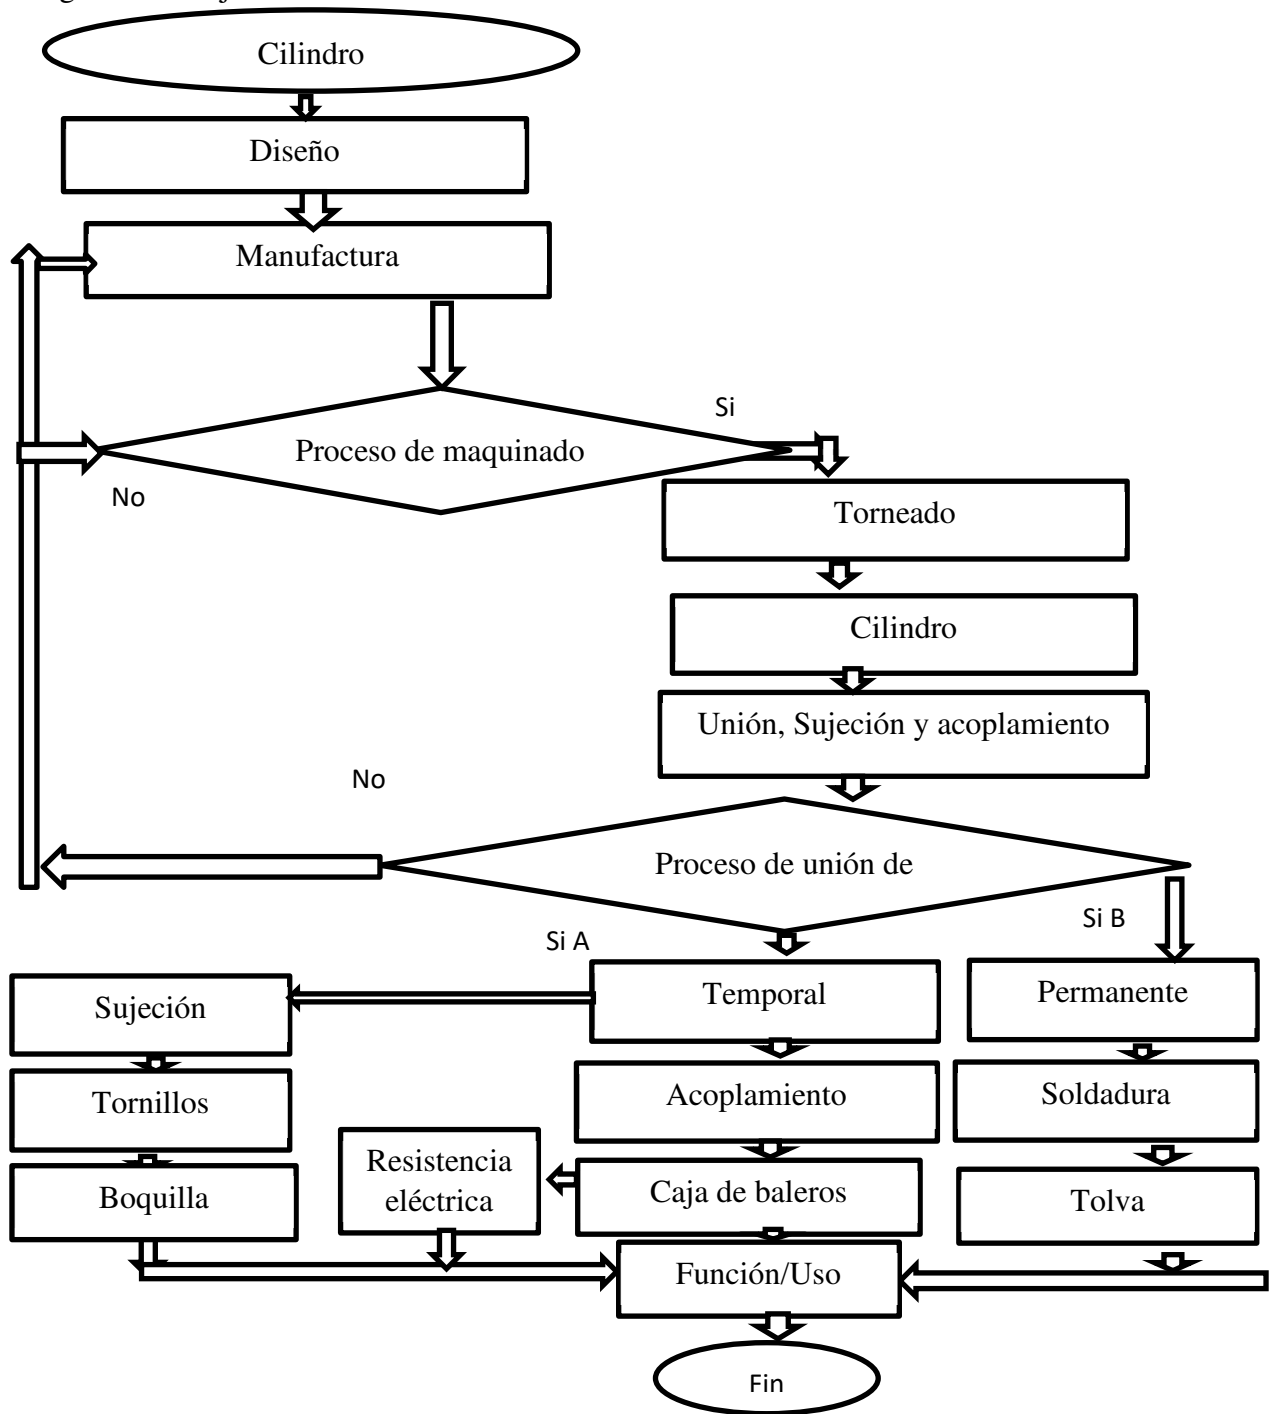 Cilindro
Diseño
Manufactura
Si
Proceso de maquinado
No
Torneado
Cilindro
Unión, Sujeción y acoplamiento
No
Proceso de unión de
Si B
Si A
Sujeción
Temporal
Permanente
Tornillos
Acoplamiento
Soldadura
Resistencia
eléctrica
Boquilla
Caja de baleros
Tolva
Función/Uso
Fin